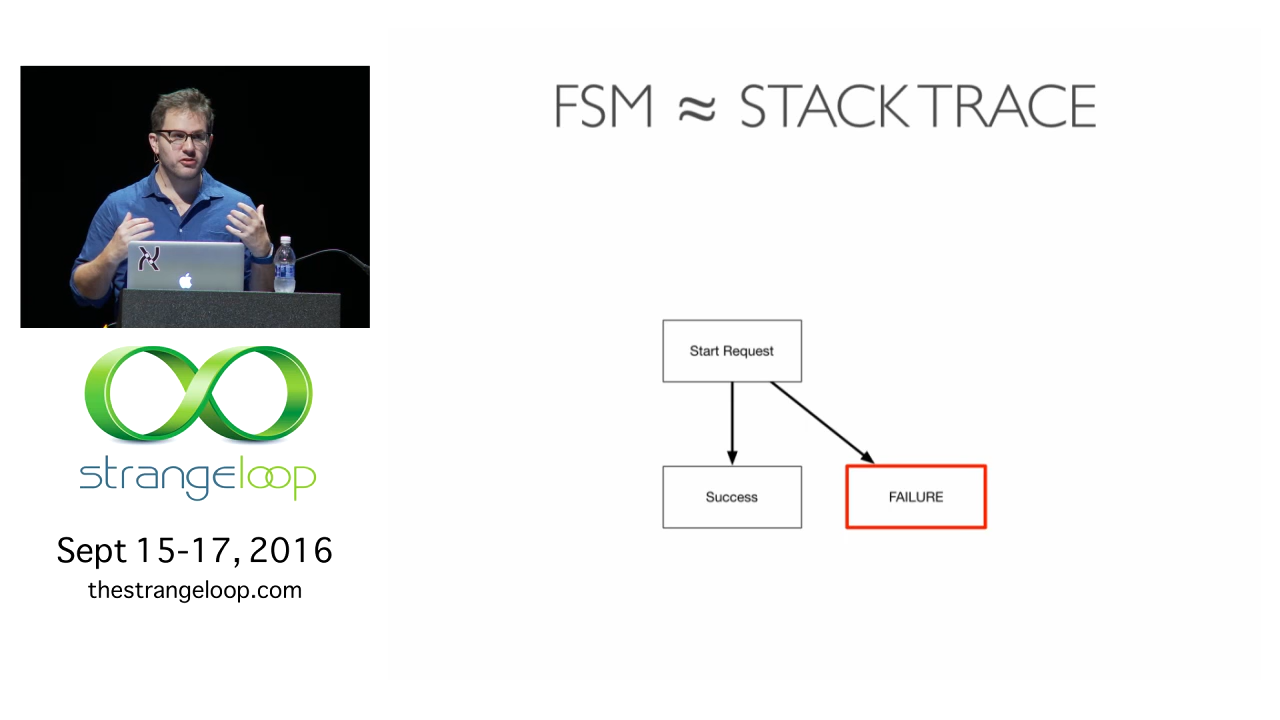 FSM ≈ STACK TRACE
Start Request
Success
FAILURE
strangeloop
Sept 15-17, 2016
thestrangeloop.com